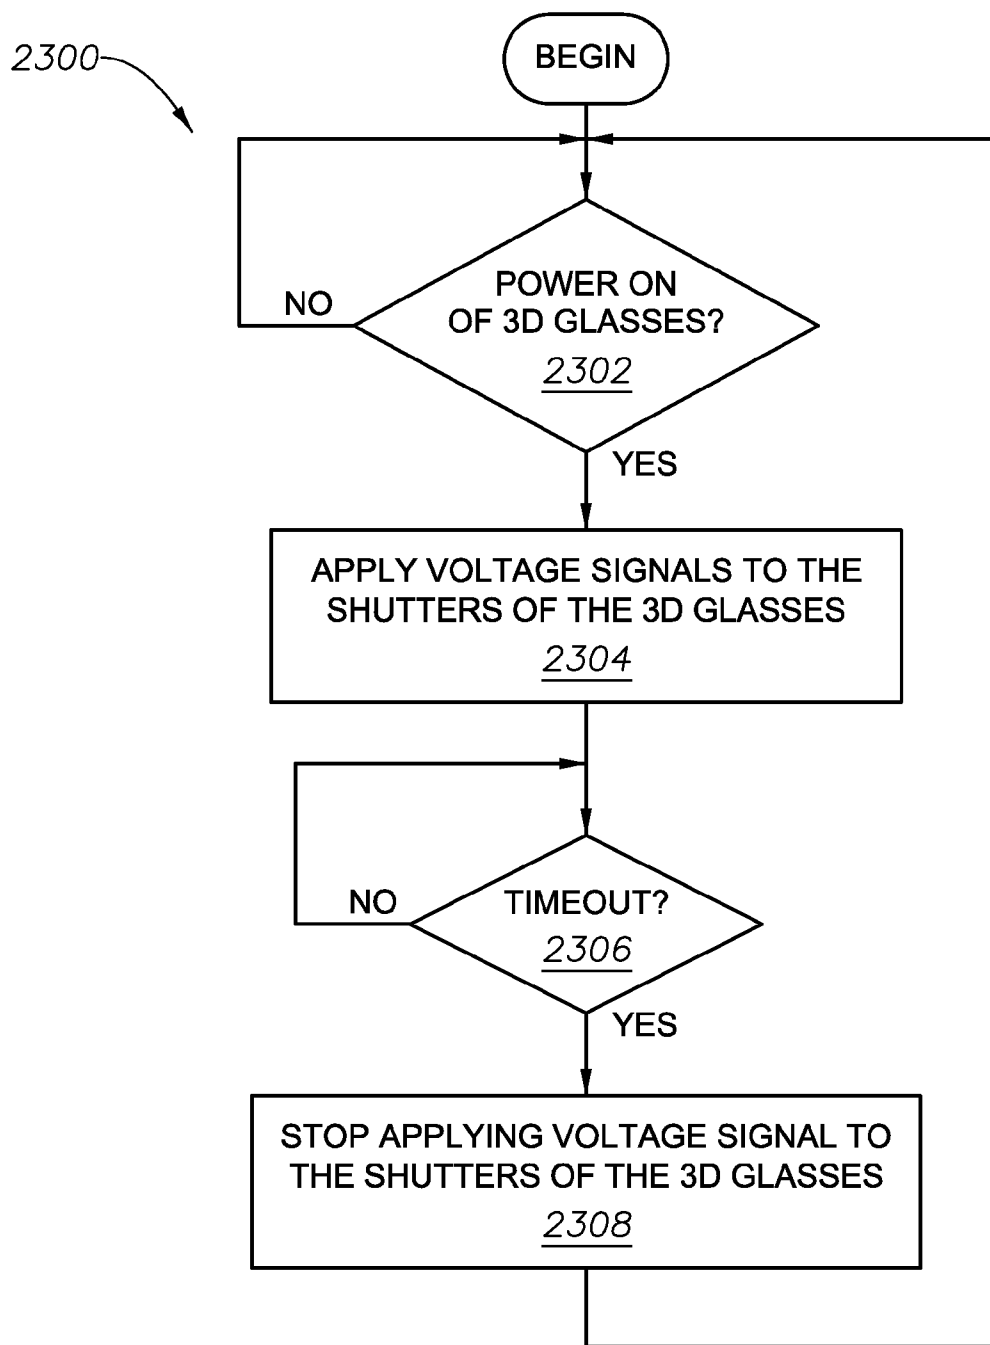 2300
BEGIN
POWER ON
OF 3D GLASSES?
2302
NO
YES
APPLY VOLTAGE SIGNALS TO THE
SHUTTERS OF THE 3D GLASSES
2304
TIMEOUT?
NO
2306
YES
STOP APPLYING VOLTAGE SIGNAL TO
THE SHUTTERS OF THE 3D GLASSES
2308